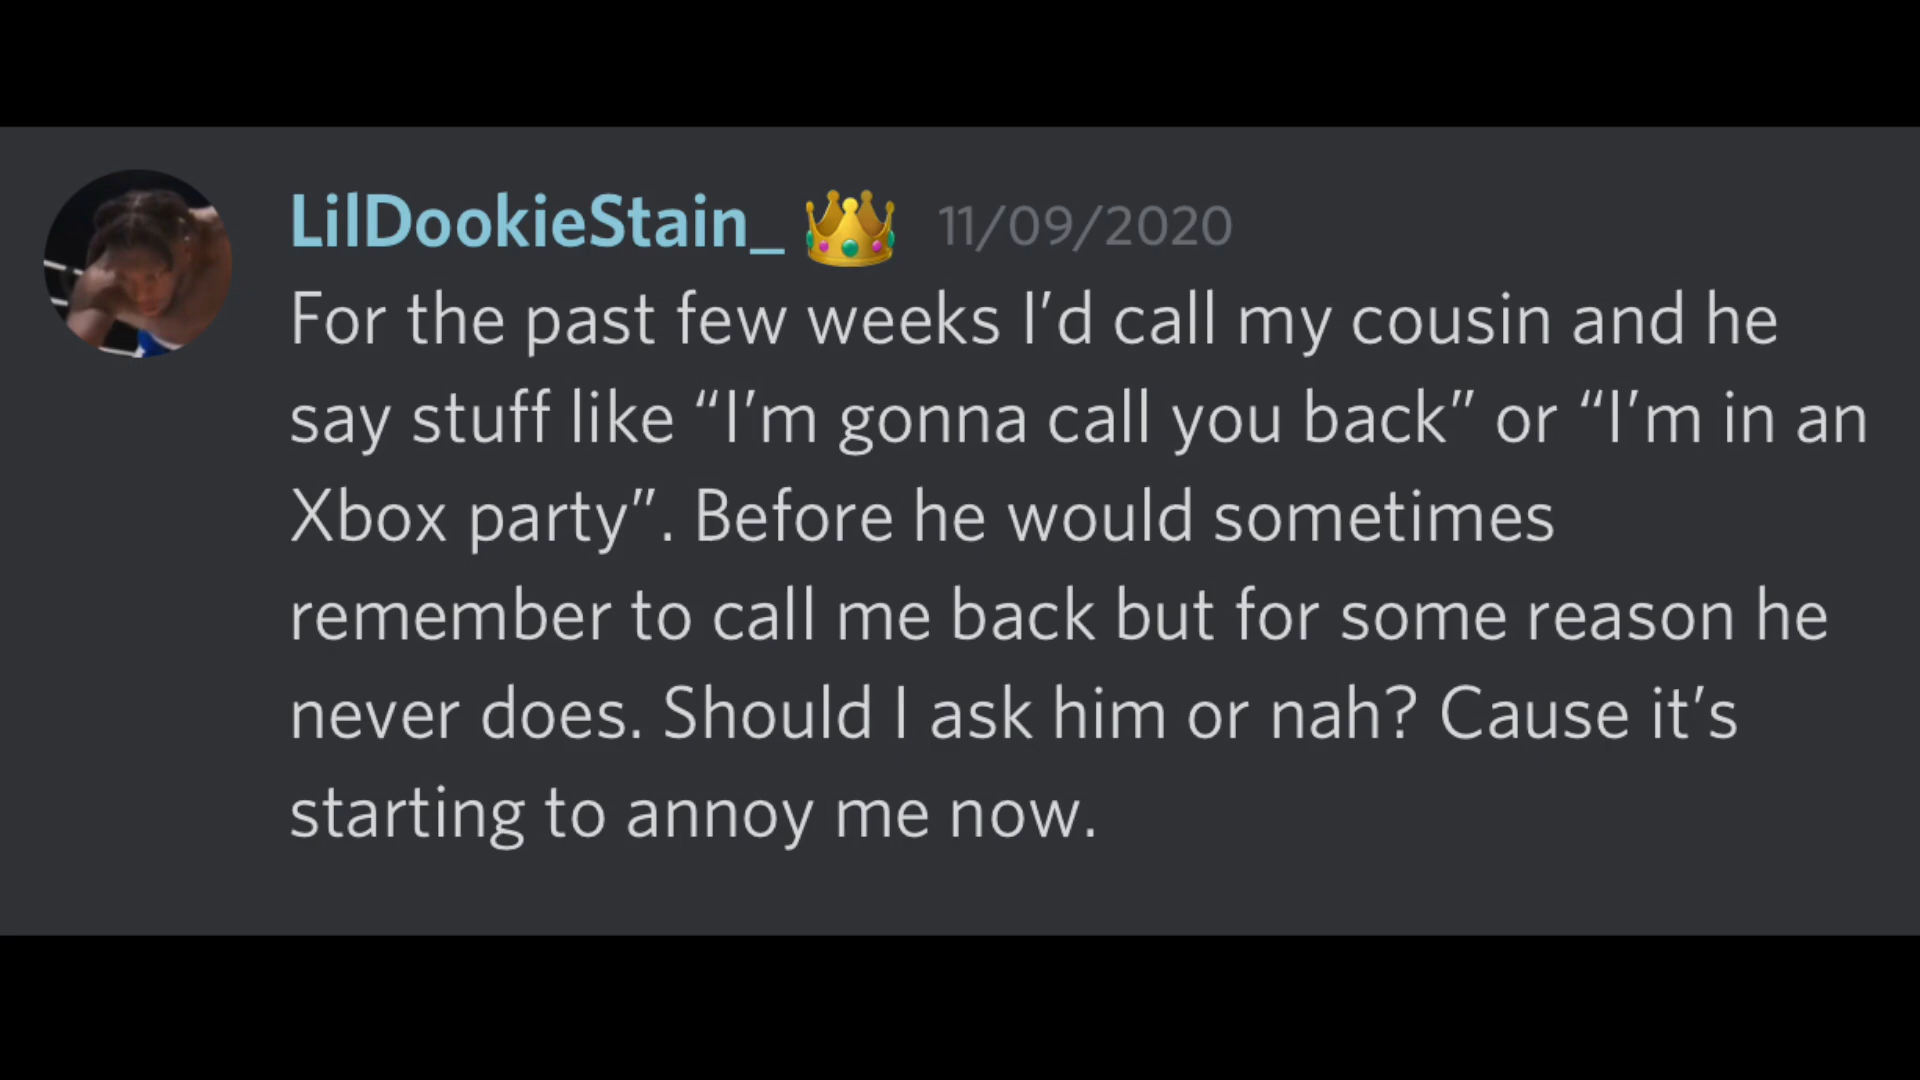 LilDookieStain_ 👑 11/09/2020
For the past few weeks I’d call my cousin and he
say stuff like “I’m gonna call you back” or “I’m in an
Xbox party”. Before he would sometimes
remember to call me back but for some reason he
never does. Should I ask him or nah? Cause it’s
starting to annoy me now.